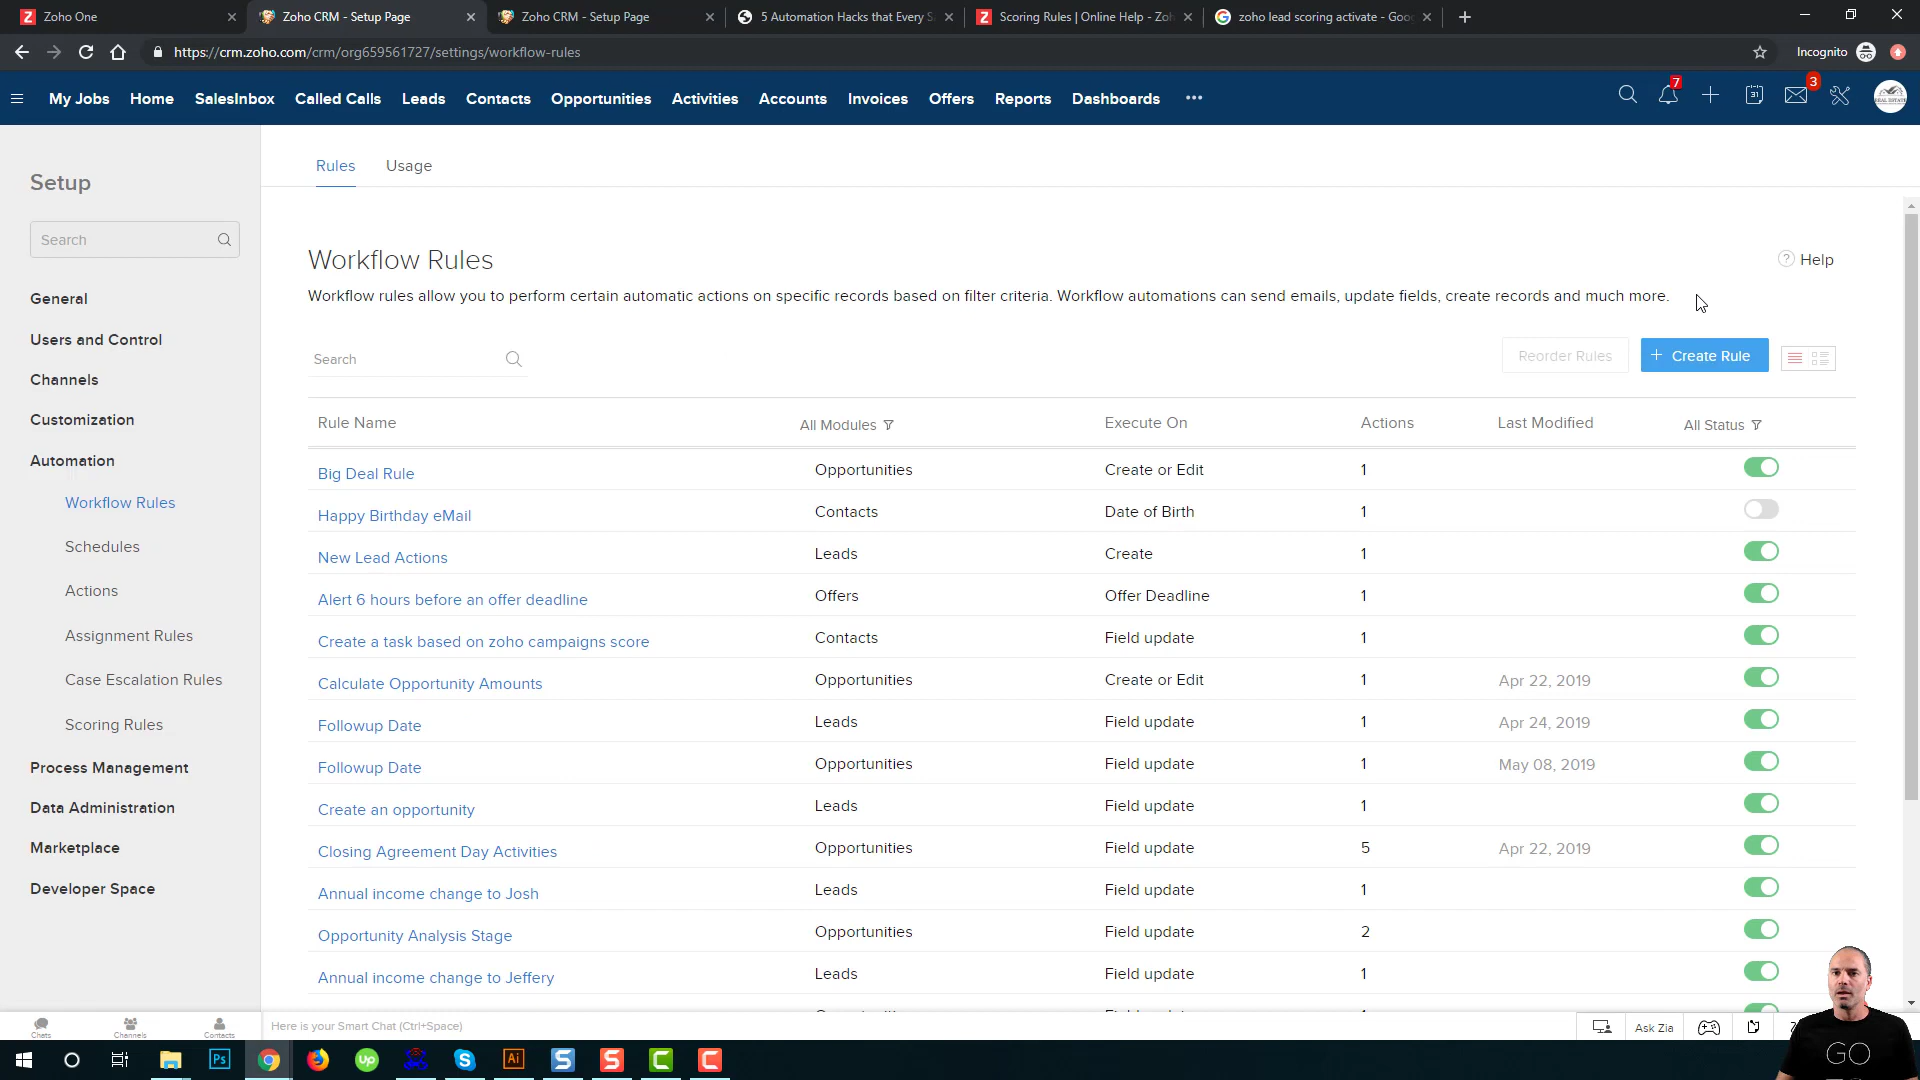 Zoho One
Zoho CRM - Setup Page
Zoho CRM - Setup Page
5 Automation Hacks that Every S
Scoring Rules | Online Help - Zoh
zoho lead scoring activate - Goo
https://crm.zoho.com/crm/org659561727/settings/workflow-rules
Incognito
My Jobs Home SalesInbox Called Calls Leads Contacts Opportunities Activities Accounts Invoices Offers Reports Dashboards •••
7
31
3
REAL ESTATE
Rules Usage
Setup
Search
General
Users and Control
Channels
Customization
Automation
Workflow Rules
Schedules
Actions
Assignment Rules
Case Escalation Rules
Scoring Rules
Process Management
Data Administration
Marketplace
Developer Space
Workflow Rules
? Help
Workflow rules allow you to perform certain automatic actions on specific records based on filter criteria. Workflow automations can send emails, update fields, create records and much more.
Search
Reorder Rules
+ Create Rule
Rule Name All Modules Execute On Actions Last Modified All Status
Big Deal Rule Opportunities Create or Edit 1
Happy Birthday eMail Contacts Date of Birth 1
New Lead Actions Leads Create 1
Alert 6 hours before an offer deadline Offers Offer Deadline 1
Create a task based on zoho campaigns score Contacts Field update 1
Calculate Opportunity Amounts Opportunities Create or Edit 1 Apr 22, 2019
Followup Date Leads Field update 1 Apr 24, 2019
Followup Date Opportunities Field update 1 May 08, 2019
Create an opportunity Leads Field update 1
Closing Agreement Day Activities Opportunities Field update 5 Apr 22, 2019
Annual income change to Josh Leads Field update 1
Opportunity Analysis Stage Opportunities Field update 2
Annual income change to Jeffery Leads Field update 1
Chats Channels Contacts
Here is your Smart Chat (Ctrl+Space)
Ask Zia
GO
Ps
Up
S
Ai
S
S
C
C